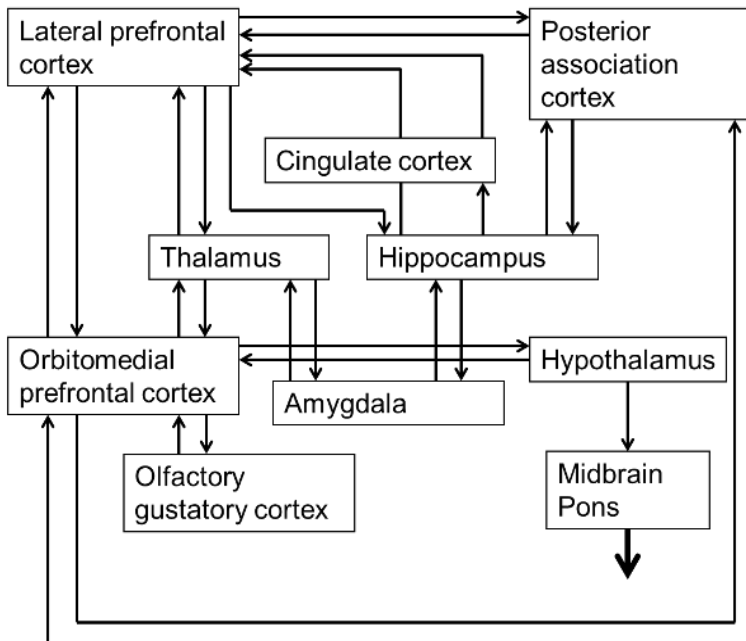 Lateral prefrontal
cortex
Posterior
association
cortex
Cingulate cortex
Thalamus
Hippocampus
Orbitomedial
prefrontal cortex
Hypothalamus
Amygdala
Olfactory
gustatory cortex
Midbrain
Pons